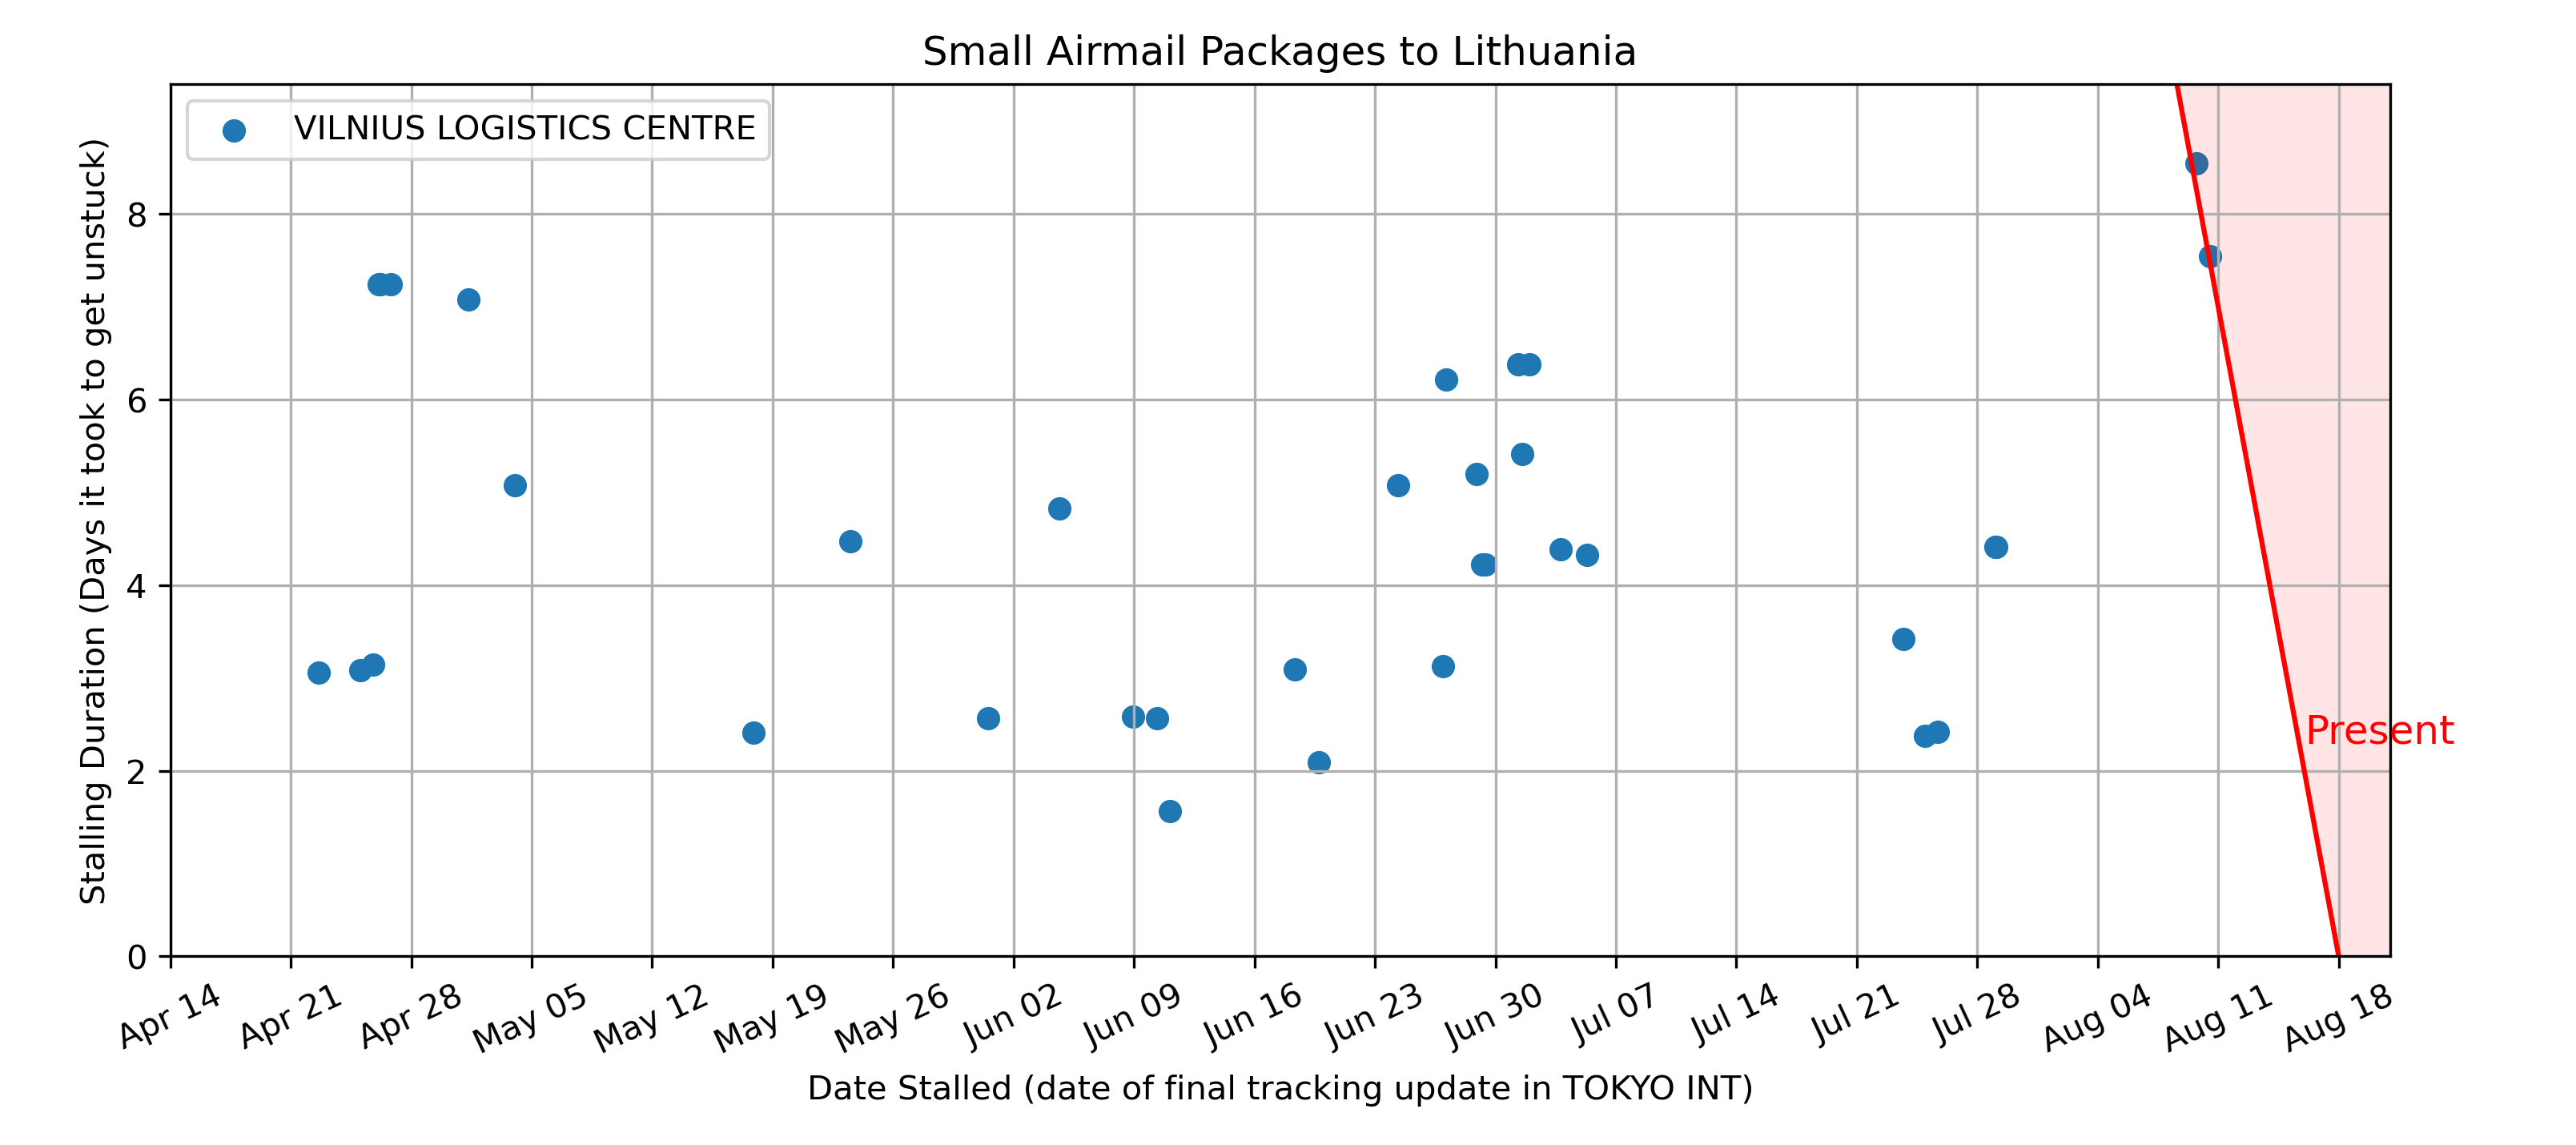 Small Airmail Packages to Lithuania
VILNIUS LOGISTICS CENTRE
Stalling Duration (Days it took to get unstuck)
8
6
4
2
0
Present
Apr 14
Apr 21
Apr 28
May 05
May 12
May 19
May 26
Jun 02
Jun 09
Jun 16
Jun 23
Jun 30
Jul 07
Jul 14
Jul 21
Jul 28
Aug 04
Aug 11
Aug 18
Date Stalled (date of final tracking update in TOKYO INT)